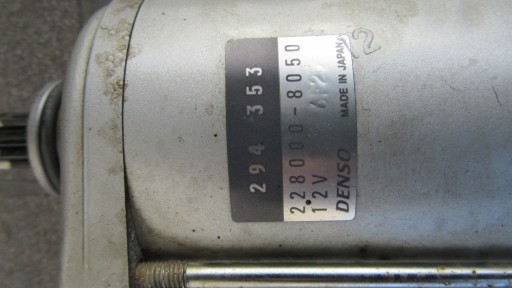 294 353
228000-8050
12V
DENSO MADE IN JAPAN